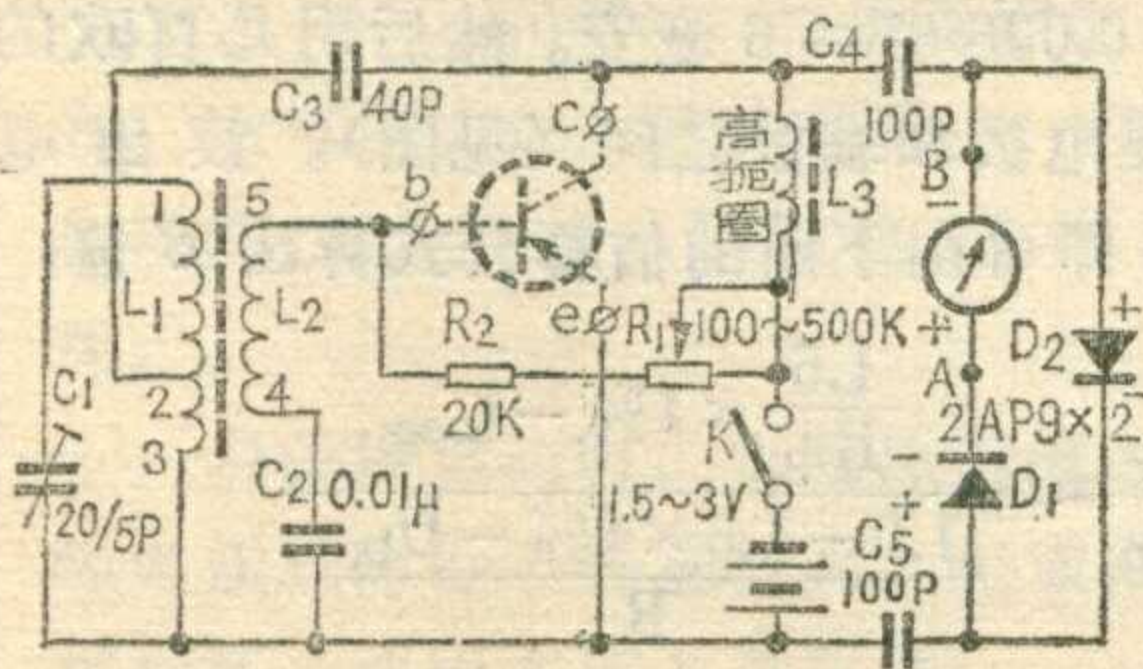 C4
C3
40P
100P
c
高扼圈
L3
b
B
-
1
5
L1
L2
R2
e
R1
100~500K
+
D2
+
A
C1
2
4
20K
2AP9×2
-
3
K
-
C2
0.01μ
1.5~3V
+
D1
20/5P
C5
100P